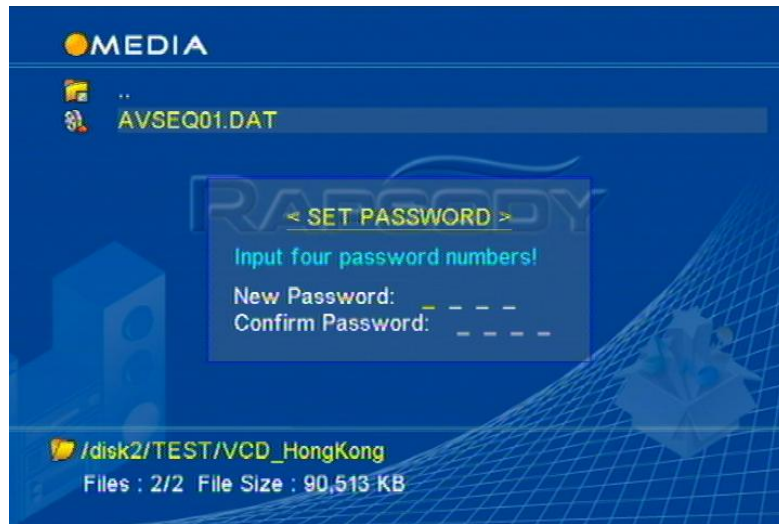 MEDIA
..
AVSEQ01.DAT
RAPSODY
< SET PASSWORD >
Input four password numbers!
New Password: _ _ _ _
Confirm Password: _ _ _ _
/disk2/TEST/VCD_HongKong
Files : 2/2 File Size : 90,513 KB